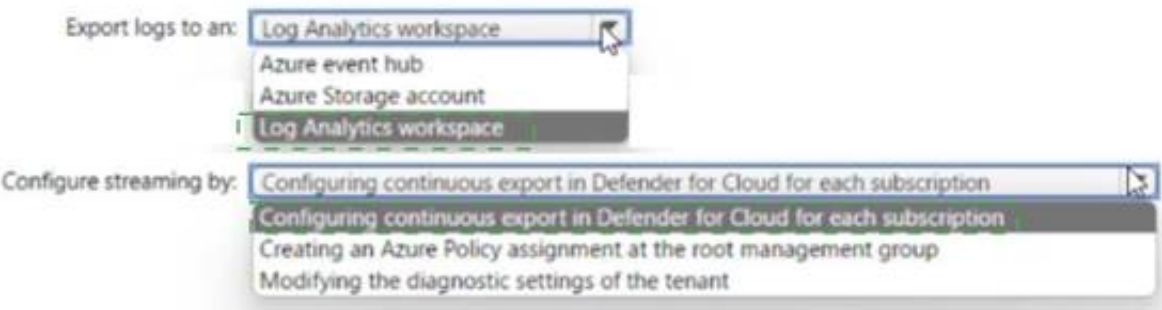 Export logs to an: Log Analytics workspace
Azure event hub
Azure Storage account
Log Analytics workspace
Configure streaming by: Configuring continuous export in Defender for Cloud for each subscription
Configuring continuous export in Defender for Cloud for each subscription
Creating an Azure Policy assignment at the root management group
Modifying the diagnostic settings of the tenant